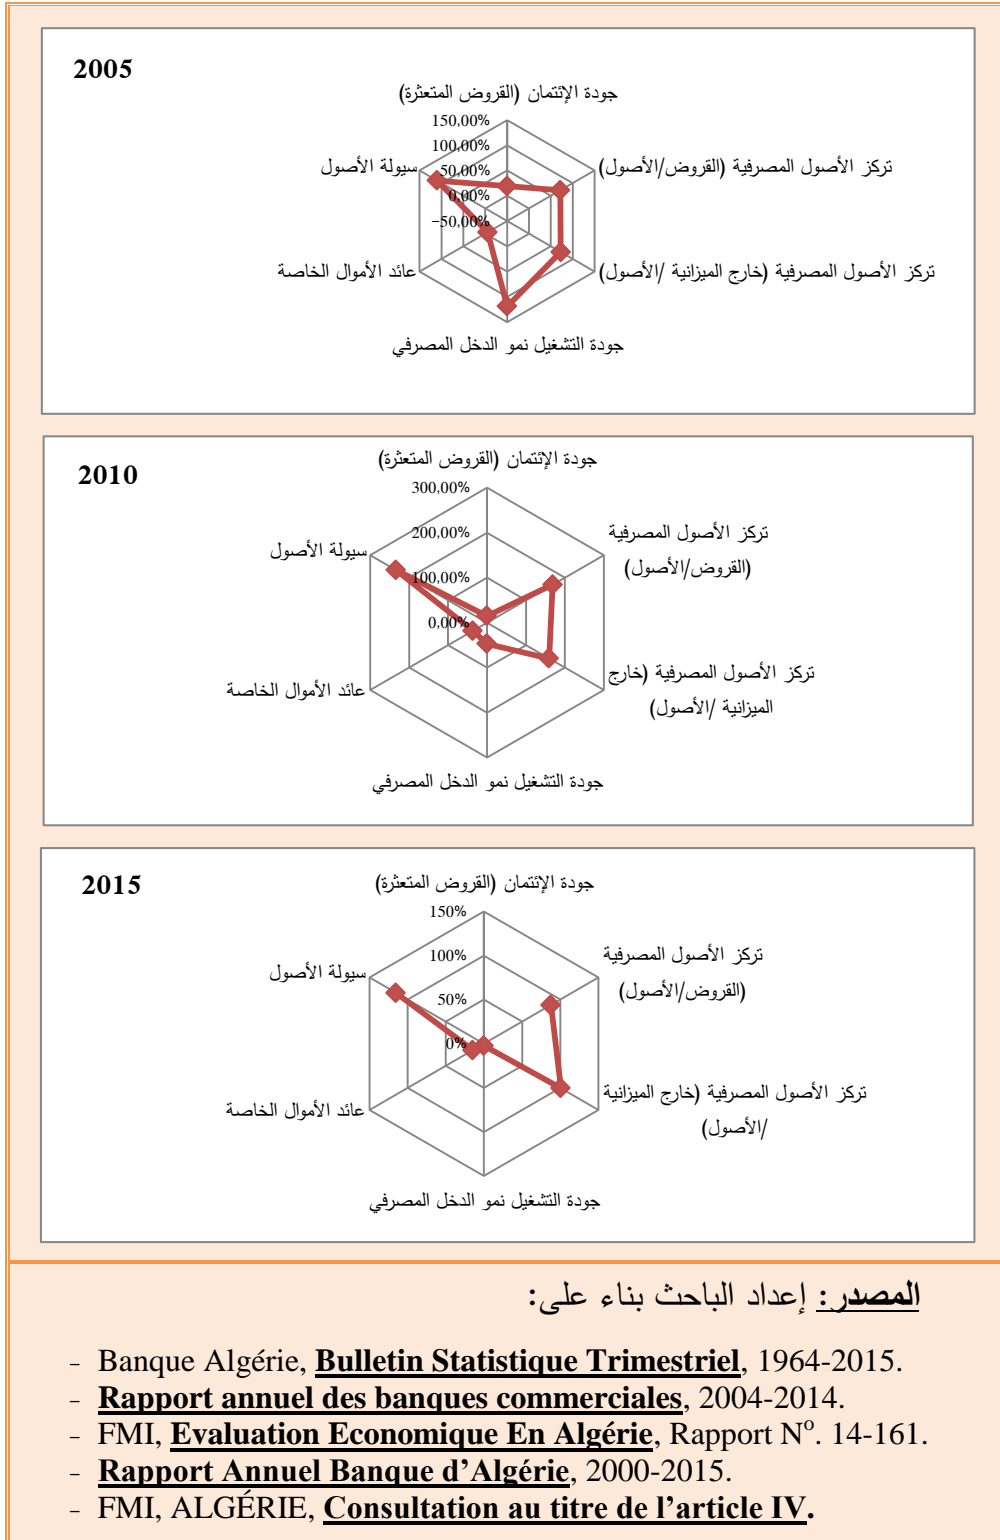 2005
جودة الإئتمان (القروض المتعثرة)
150,00%
100,00%
50,00%
0,00%
-50,00%
تركز الأصول المصرفية (القروض/الأصول)
تركز الأصول المصرفية (خارج الميزانية /الأصول)
جودة التشغيل نمو الدخل المصرفي
عائد الأموال الخاصة
سيولة الأصول
2010
جودة الإئتمان (القروض المتعثرة)
300,00%
200,00%
100,00%
0,00%
تركز الأصول المصرفية
(القروض/الأصول)
تركز الأصول المصرفية (خارج
الميزانية /الأصول)
جودة التشغيل نمو الدخل المصرفي
عائد الأموال الخاصة
سيولة الأصول
2015
جودة الإئتمان (القروض المتعثرة)
150%
100%
50%
0%
تركز الأصول المصرفية
(القروض/الأصول)
تركز الأصول المصرفية (خارج الميزانية
/الأصول)
جودة التشغيل نمو الدخل المصرفي
عائد الأموال الخاصة
سيولة الأصول
المصدر: إعداد الباحث بناء على:
- Banque Algérie, Bulletin Statistique Trimestriel, 1964-2015.
- Rapport annuel des banques commerciales, 2004-2014.
- FMI, Evaluation Economique En Algérie, Rapport N°. 14-161.
- Rapport Annuel Banque d'Algérie, 2000-2015.
- FMI, ALGÉRIE, Consultation au titre de l'article IV.